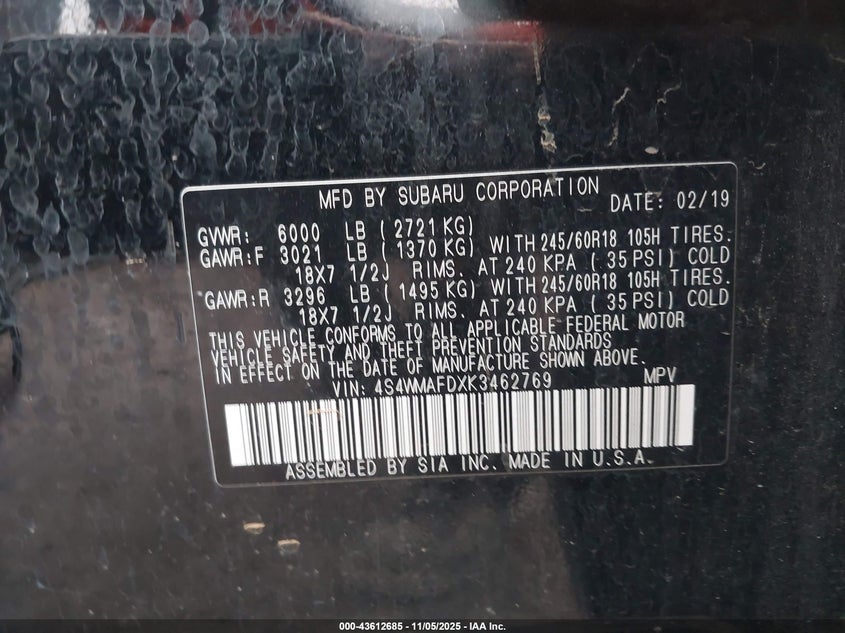 MFD BY SUBARU CORPORATION DATE: 02/19
GVWR: 6000 LB ( 2721 KG)
GAWR:F 3021 LB ( 1370 KG) WITH 245/60R18 105H TIRES.
18X7 1/2J RIMS. AT 240 KPA ( 35 PSI) COLD
GAWR:R 3296 LB ( 1495 KG) WITH 245/60R18 105H TIRES.
18X7 1/2J RIMS. AT 240 KPA ( 35 PSI) COLD
THIS VEHICLE CONFORMS TO ALL APPLICABLE FEDERAL MOTOR
VEHICLE SAFETY AND THEFT PREVENTION STANDARDS
IN EFFECT ON THE DATE OF MANUFACTURE SHOWN ABOVE.
VIN: 4S4WMAFDXK3462769 MPV
ASSEMBLED BY SIA INC. MADE IN U.S.A.
000-43612685 - 11/05/2025 - IAA Inc.